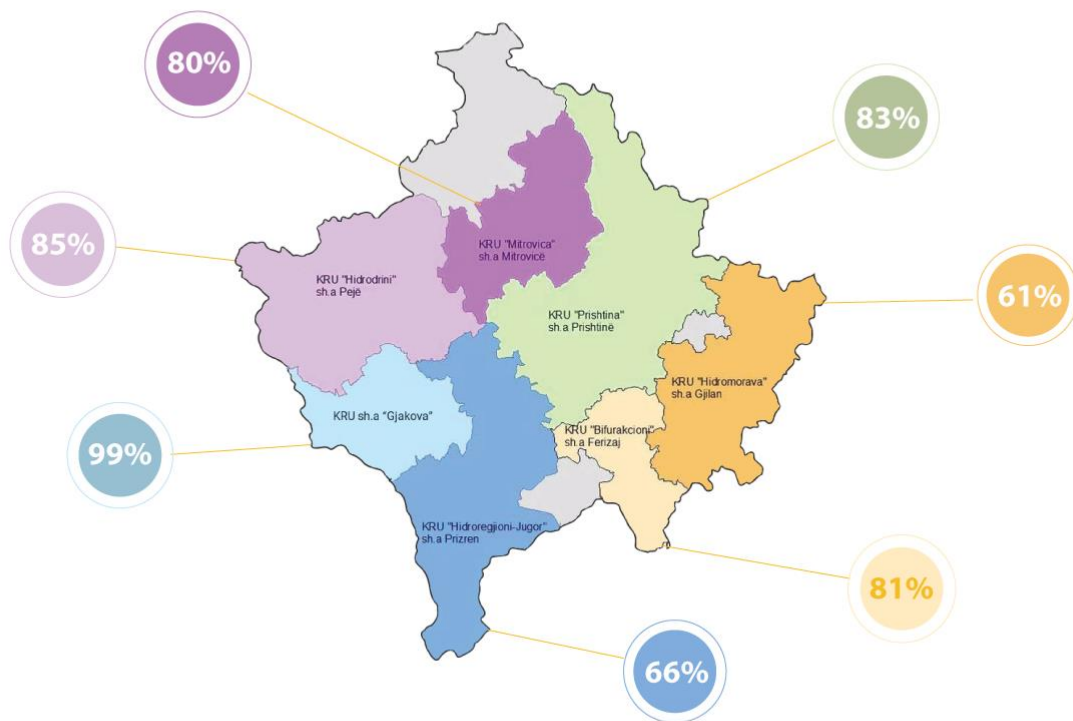 80%
83%
85%
KRU "Mitrovica"
sh.a Mitrovicë
KRU "Hidrodrini"
sh.a Pejë
61%
KRU "Prishtina"
sh.a Prishtinë
KRU "Hidromorava"
sh.a Gjilan
KRU sh.a "Gjakova"
KRU "Bifurkacioni"
sh.a Ferizaj
99%
KRU "Hidroregjioni-Jugor"
sh.a Prizren
81%
66%